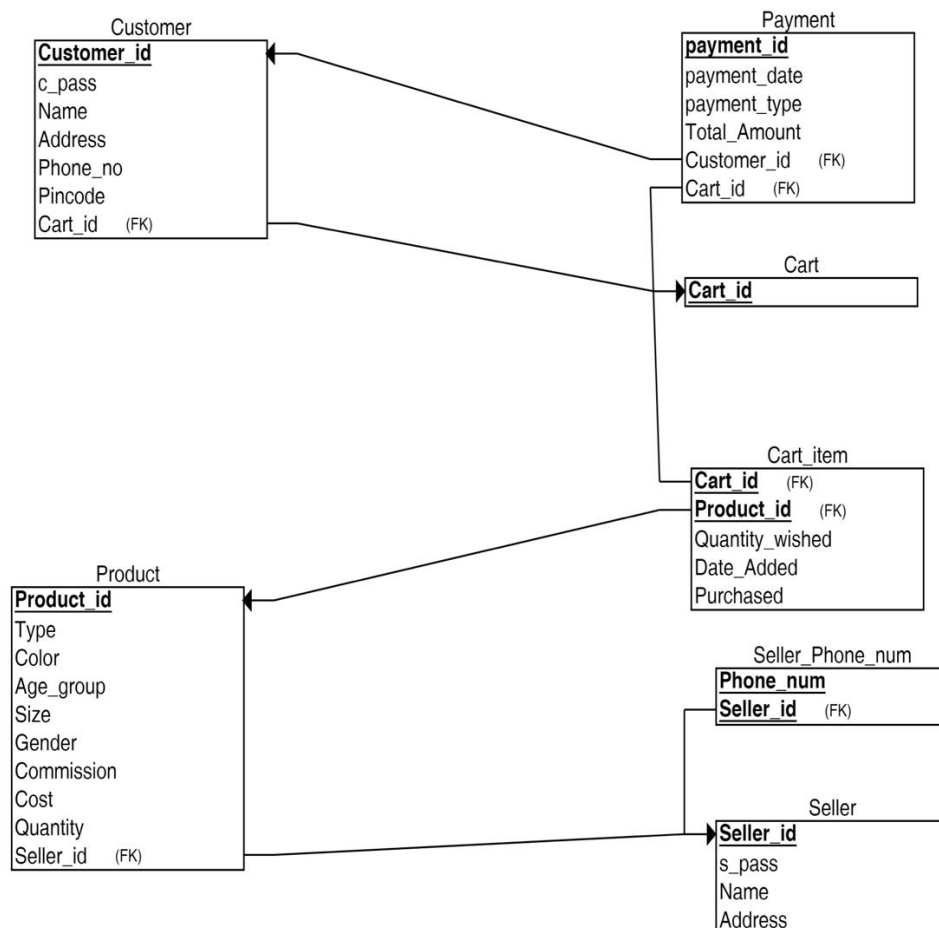 Customer
Customer_id
c_pass
Name
Address
Phone_no
Pincode
Cart_id (FK)
Payment
payment_id
payment_date
payment_type
Total_Amount
Customer_id (FK)
Cart_id (FK)
Cart
Cart_id
Cart_item
Cart_id (FK)
Product_id (FK)
Quantity_wished
Date_Added
Purchased
Product
Product_id
Type
Color
Age_group
Size
Gender
Commission
Cost
Quantity
Seller_id (FK)
Seller_Phone_num
Phone_num
Seller_id (FK)
Seller
Seller_id
s_pass
Name
Address